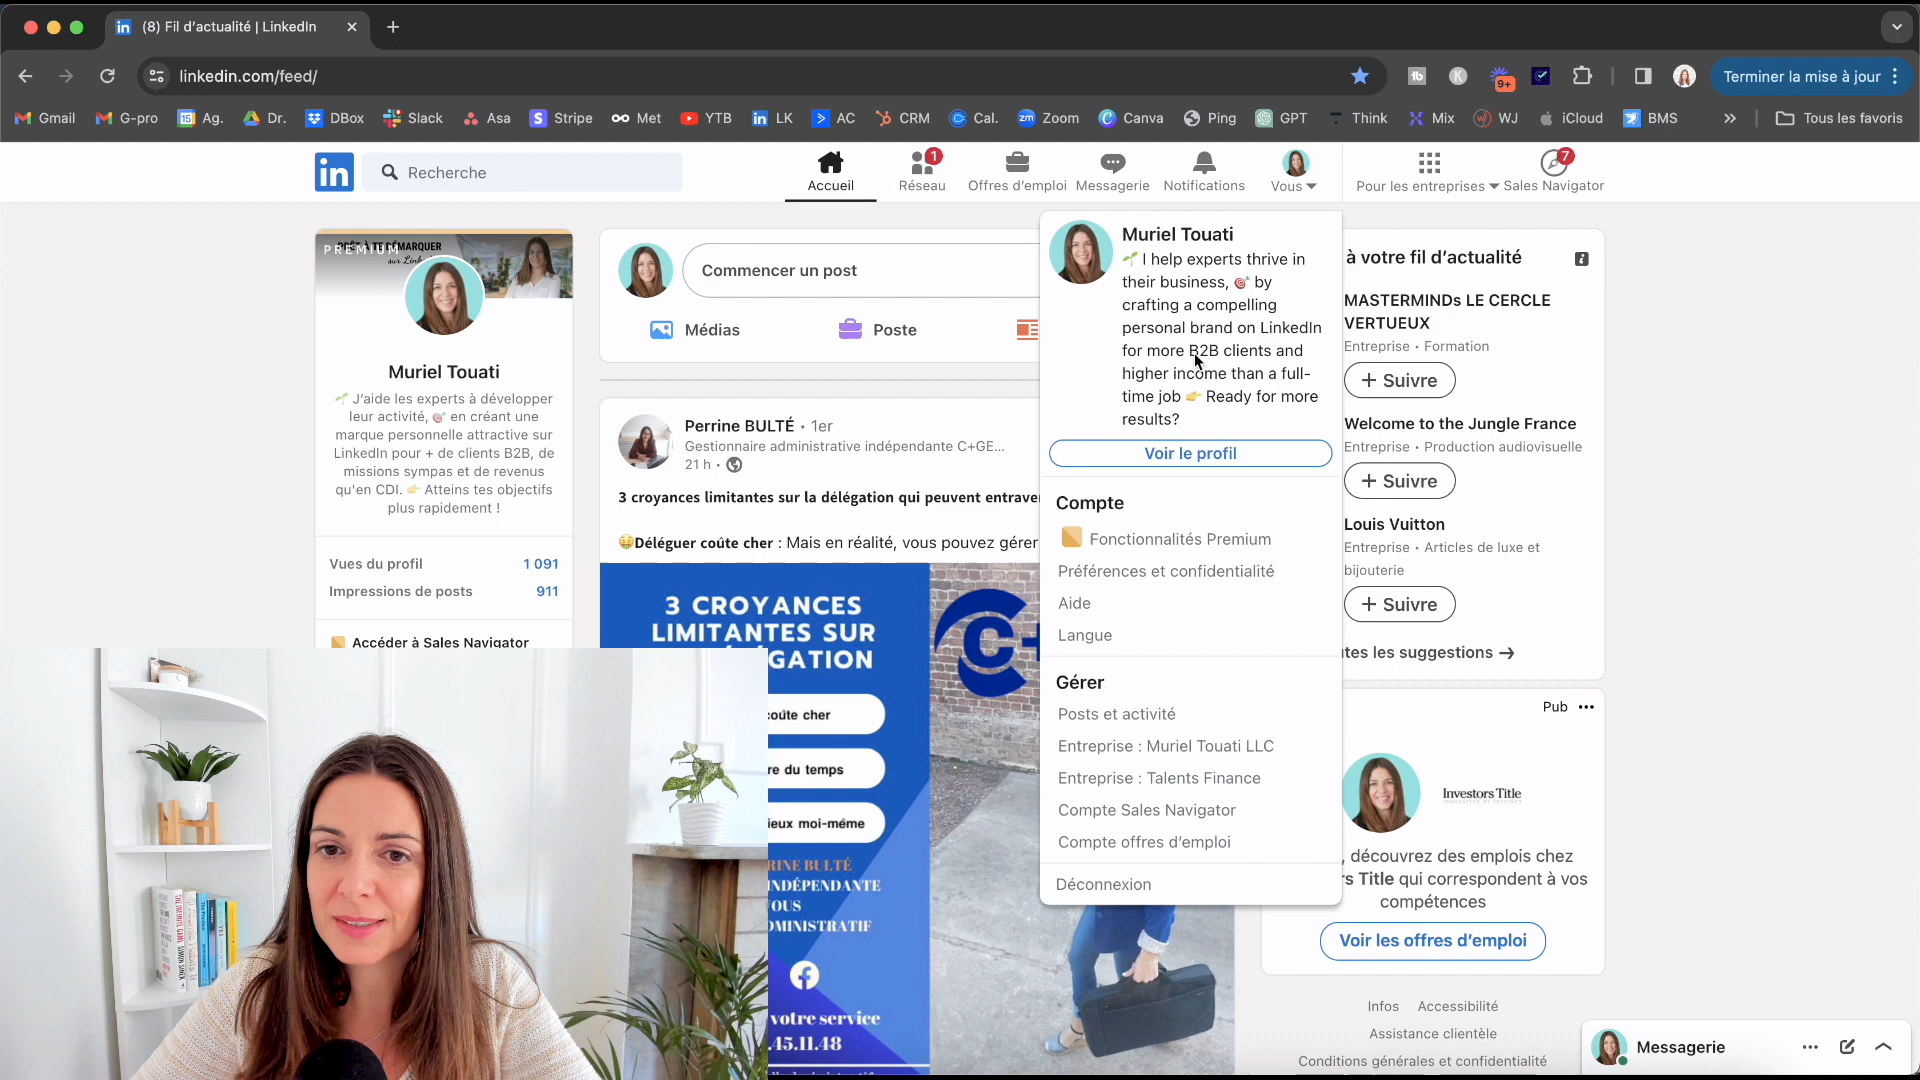 (8) Fil d'actualité | LinkedIn
linkedin.com/feed/
9+
Terminer la mise à jour
Gmail G-pro Ag. Dr. DBox Slack Asa Stripe Met YTB LK AC CRM Cal. Zoom Canva Ping GPT Think Mix WJ iCloud BMS Tous les favoris
in Recherche
Accueil
1
Réseau
Offres d'emploi
Messagerie
Notifications
Vous
Pour les entreprises
7
Sales Navigator
PREMIUM
Muriel Touati
J'aide les experts à développer
leur activité, en créant une
marque personnelle attractive sur
LinkedIn pour + de clients B2B, de
missions sympas et de revenus
qu'en CDI. Atteins tes objectifs
plus rapidement !
Vues du profil 1 091
Impressions de posts 911
Accéder à Sales Navigator
Commencer un post
Médias Poste
Perrine BULTÉ • 1er
Gestionnaire administrative indépendante C+GE...
21 h •
3 croyances limitantes sur la délégation qui peuvent entraver
Déléguer coûte cher : Mais en réalité, vous pouvez gérer
3 CROYANCES
LIMITANTES SUR
GATION
coûte cher
re du temps
ieux moi-même
RINE BULTÉ
INDÉPENDANTE
VOUS
DMINISTRATIF
votre service
.45.11.48
C+
Muriel Touati
I help experts thrive in
their business, by
crafting a compelling
personal brand on LinkedIn
for more B2B clients and
higher income than a full-
time job Ready for more
results?
Voir le profil
Compte
Fonctionnalités Premium
Préférences et confidentialité
Aide
Langue
Gérer
Posts et activité
Entreprise : Muriel Touati LLC
Entreprise : Talents Finance
Compte Sales Navigator
Compte offres d'emploi
Déconnexion
à votre fil d'actualité
MASTERMINDs LE CERCLE
VERTUEUX
Entreprise • Formation
+ Suivre
Welcome to the Jungle France
Entreprise • Production audiovisuelle
+ Suivre
Louis Vuitton
Entreprise • Articles de luxe et
bijouterie
+ Suivre
tes les suggestions →
Pub
Investors Title
, découvrez des emplois chez
rs Title qui correspondent à vos
compétences
Voir les offres d'emploi
Infos Accessibilité
Assistance clientèle
Conditions générales et confidentialité
Messagerie